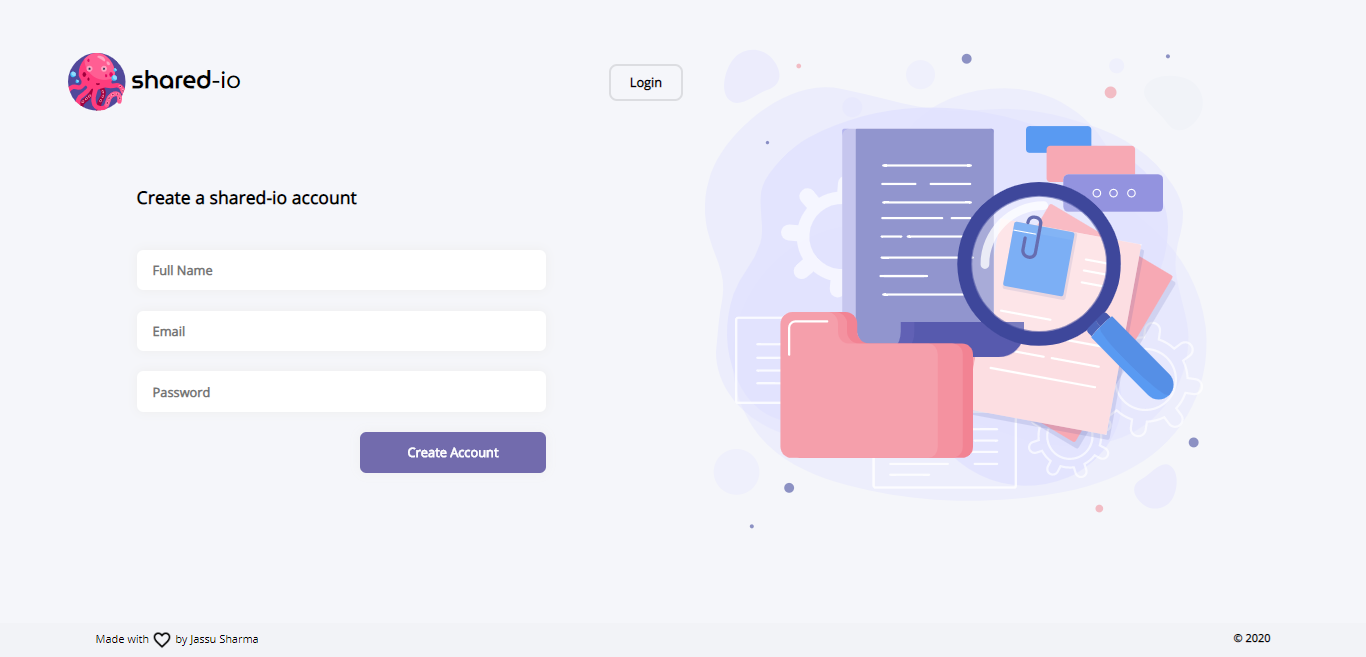 shared-io
Login
Create a shared-io account
Full Name
Email
Password
Create Account
Made with by Jassu Sharma
© 2020